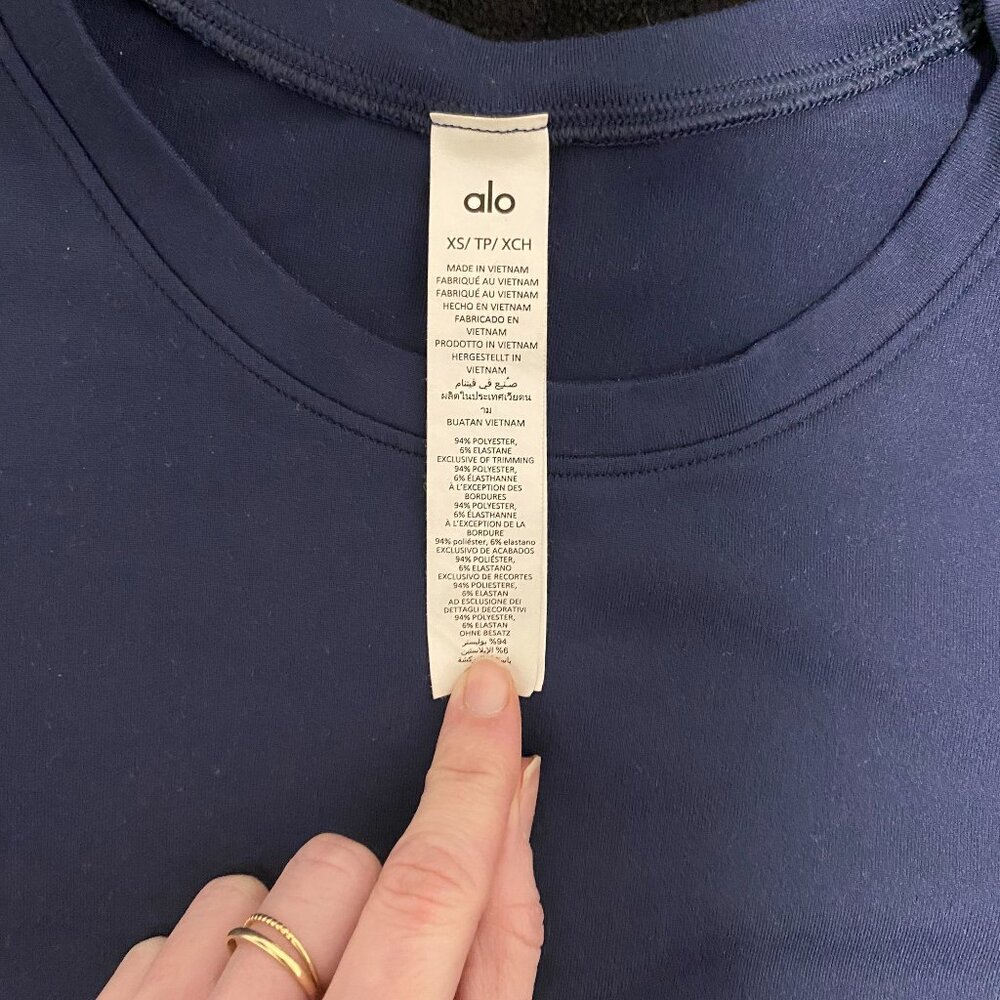 alo
XS/ TP/ XCH
MADE IN VIETNAM
FABRIQUÉ AU VIETNAM
FABRIQUÉ AU VIETNAM
HECHO EN VIETNAM
FABRICADO EN
VIETNAM
PRODOTTO IN VIETNAM
HERGESTELLT IN
VIETNAM
صُنِع في فيتنام
ผลิตในประเทศเวียดน
าม
BUATAN VIETNAM
94% POLYESTER,
6% ELASTANE
EXCLUSIVE OF TRIMMING
94% POLYESTER,
6% ÉLASTHANNE
À L'EXCEPTION DES
BORDURES
94% POLYESTER,
6% ÉLASTHANNE
À L'EXCEPTION DE LA
BORDURE
94% poliéster, 6% elastano
EXCLUSIVO DE ACABADOS
94% POLIÉSTER,
6% ELASTANO
EXCLUSIVO DE RECORTES
94% POLIESTERE,
6% ELASTAN
AD ESCLUSIONE DEI
DETTAGLI DECORATIVI
94% POLYESTER,
6% ELASTAN
OHNE BESATZ
94% بوليستر
6% الإيلاستين